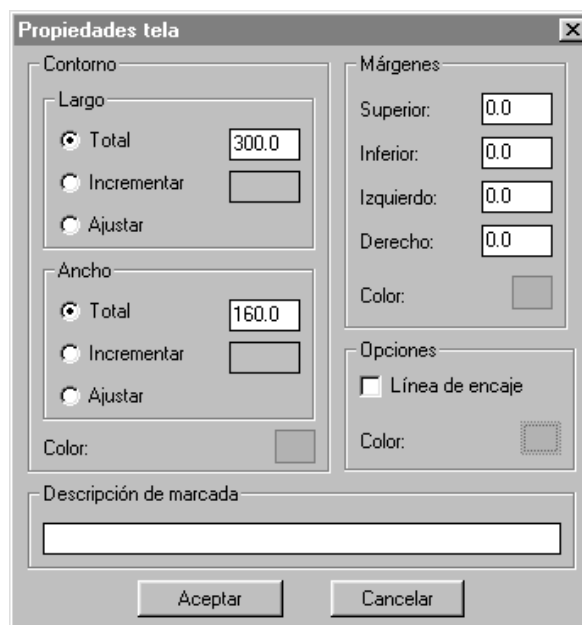 Propiedades tela
Contorno
Largo
Total 300.0
Incrementar
Ajustar
Ancho
Total 160.0
Incrementar
Ajustar
Color:
Márgenes
Superior: 0.0
Inferior: 0.0
Izquierdo: 0.0
Derecho: 0.0
Color:
Opciones
Línea de encaje
Color:
Descripción de marcada
Aceptar Cancelar